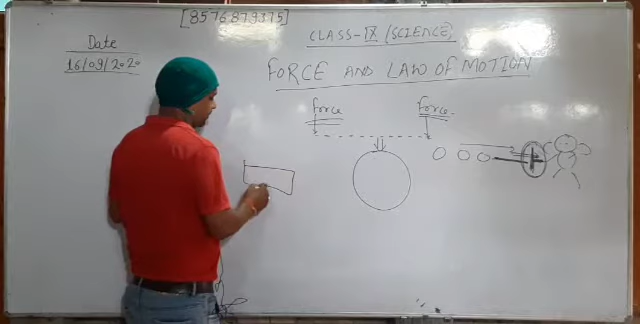 [8576879375]
CLASS-IX (SCIENCE)
Date
16/09/2020
FORCE AND LAW OF MOTION
force
force